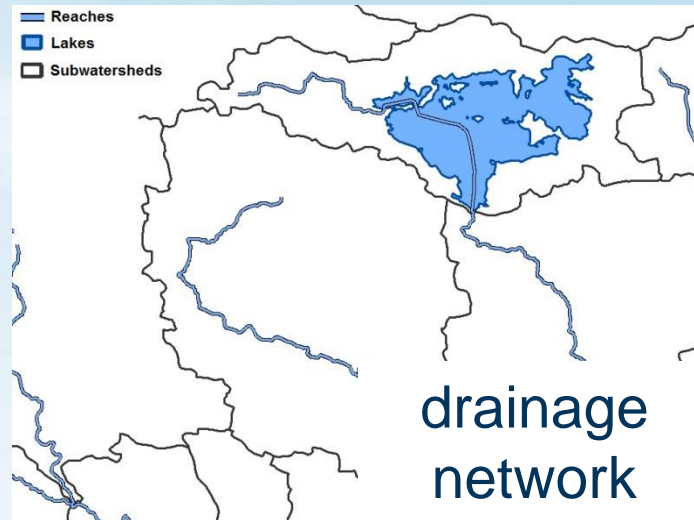 Reaches
Lakes
Subwatersheds
drainage
network